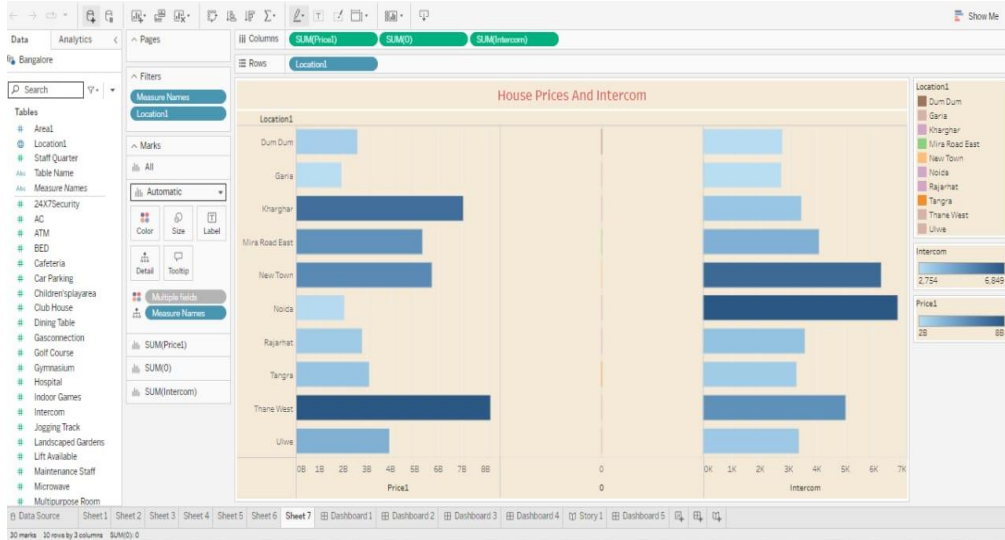 Show Me
Data Analytics
Pages
Columns SUM(Price1) SUM(0) SUM(Intercom)
Bangalore
Rows Location1
Search
Filters
Measure Names
Location1
Tables
# Area1
Location1
# Staff Quarter
Abc Table Name
Abc Measure Names
# 24X7Security
# AC
# ATM
# BED
# Cafeteria
# Car Parking
# Children'splayarea
# Club House
# Dining Table
# Gasconnection
# Golf Course
# Gymnasium
# Hospital
# Indoor Games
# Intercom
# Jogging Track
# Landscaped Gardens
# Lift Available
# Maintenance Staff
# Microwave
# Multipurpose Room
Marks
All
Automatic
Color Size Label
Detail Tooltip
Multiple fields
Measure Names
SUM(Price1)
SUM(0)
SUM(Intercom)
House Prices And Intercom
Location1
Dum Dum
Garia
Kharghar
Mira Road East
New Town
Noida
Rajarhat
Tangra
Thane West
Ulwe
0B 1B 2B 3B 4B 5B 6B 7B 8B
Price1
0
0
0K 1K 2K 3K 4K 5K 6K 7K
Intercom
Location1
Dum Dum
Garia
Kharghar
Mira Road East
New Town
Noida
Rajarhat
Tangra
Thane West
Ulwe
Intercom
2,754 6,849
Price1
2B 8B
Data Source Sheet 1 Sheet 2 Sheet 3 Sheet 4 Sheet 5 Sheet 6 Sheet 7 Dashboard 1 Dashboard 2 Dashboard 3 Dashboard 4 Story 1 Dashboard 5
30 marks 10 rows by 3 columns SUM(0): 0